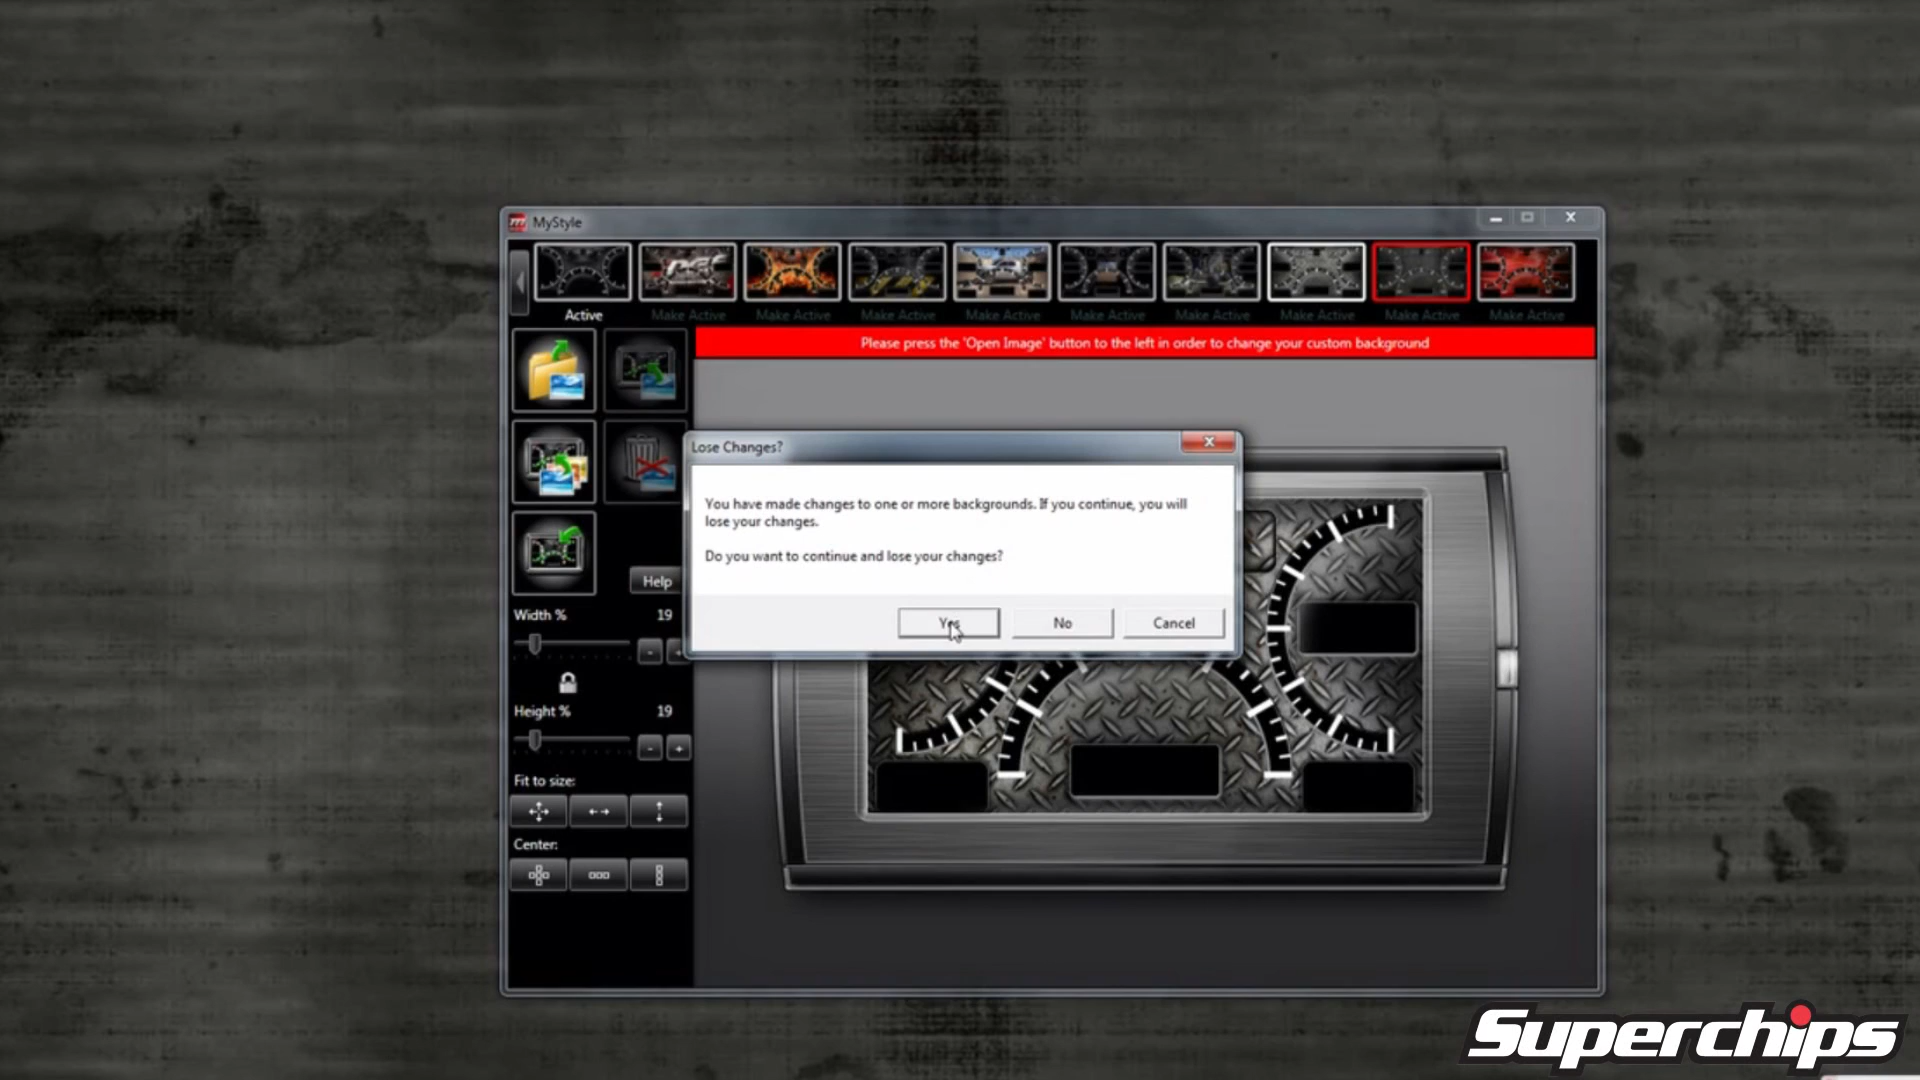 MyStyle
Active
Make Active
Make Active
Make Active
Make Active
Make Active
Make Active
Make Active
Make Active
Make Active
Please press the 'Open Image' button to the left in order to change your custom background
Lose Changes?
You have made changes to one or more backgrounds. If you continue, you will
lose your changes.
Do you want to continue and lose your changes?
Yes
No
Cancel
Help
Width %
19
Height %
19
Fit to size:
Center:
Superchips